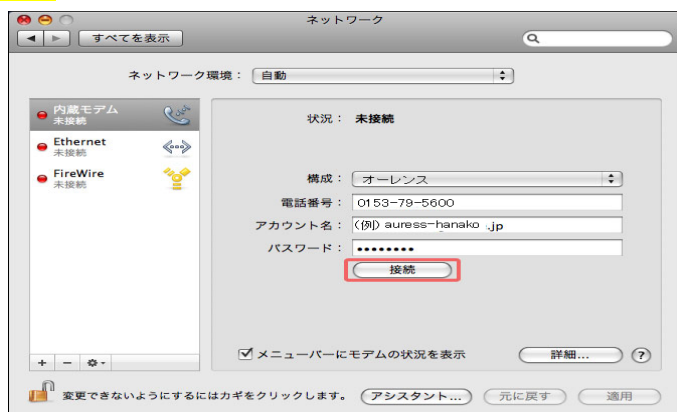 ネットワーク
すべてを表示
ネットワーク環境： 自動
内蔵モデム
未接続
Ethernet
未接続
FireWire
未接続
状況： 未接続
構成： オーレンス
電話番号： 0153-79-5600
アカウント名： (例) auress-hanako .jp
パスワード： ••••••••
接続
メニューバーにモデムの状況を表示
詳細... ?
変更できないようにするにはカギをクリックします。
アシスタント... 元に戻す 適用